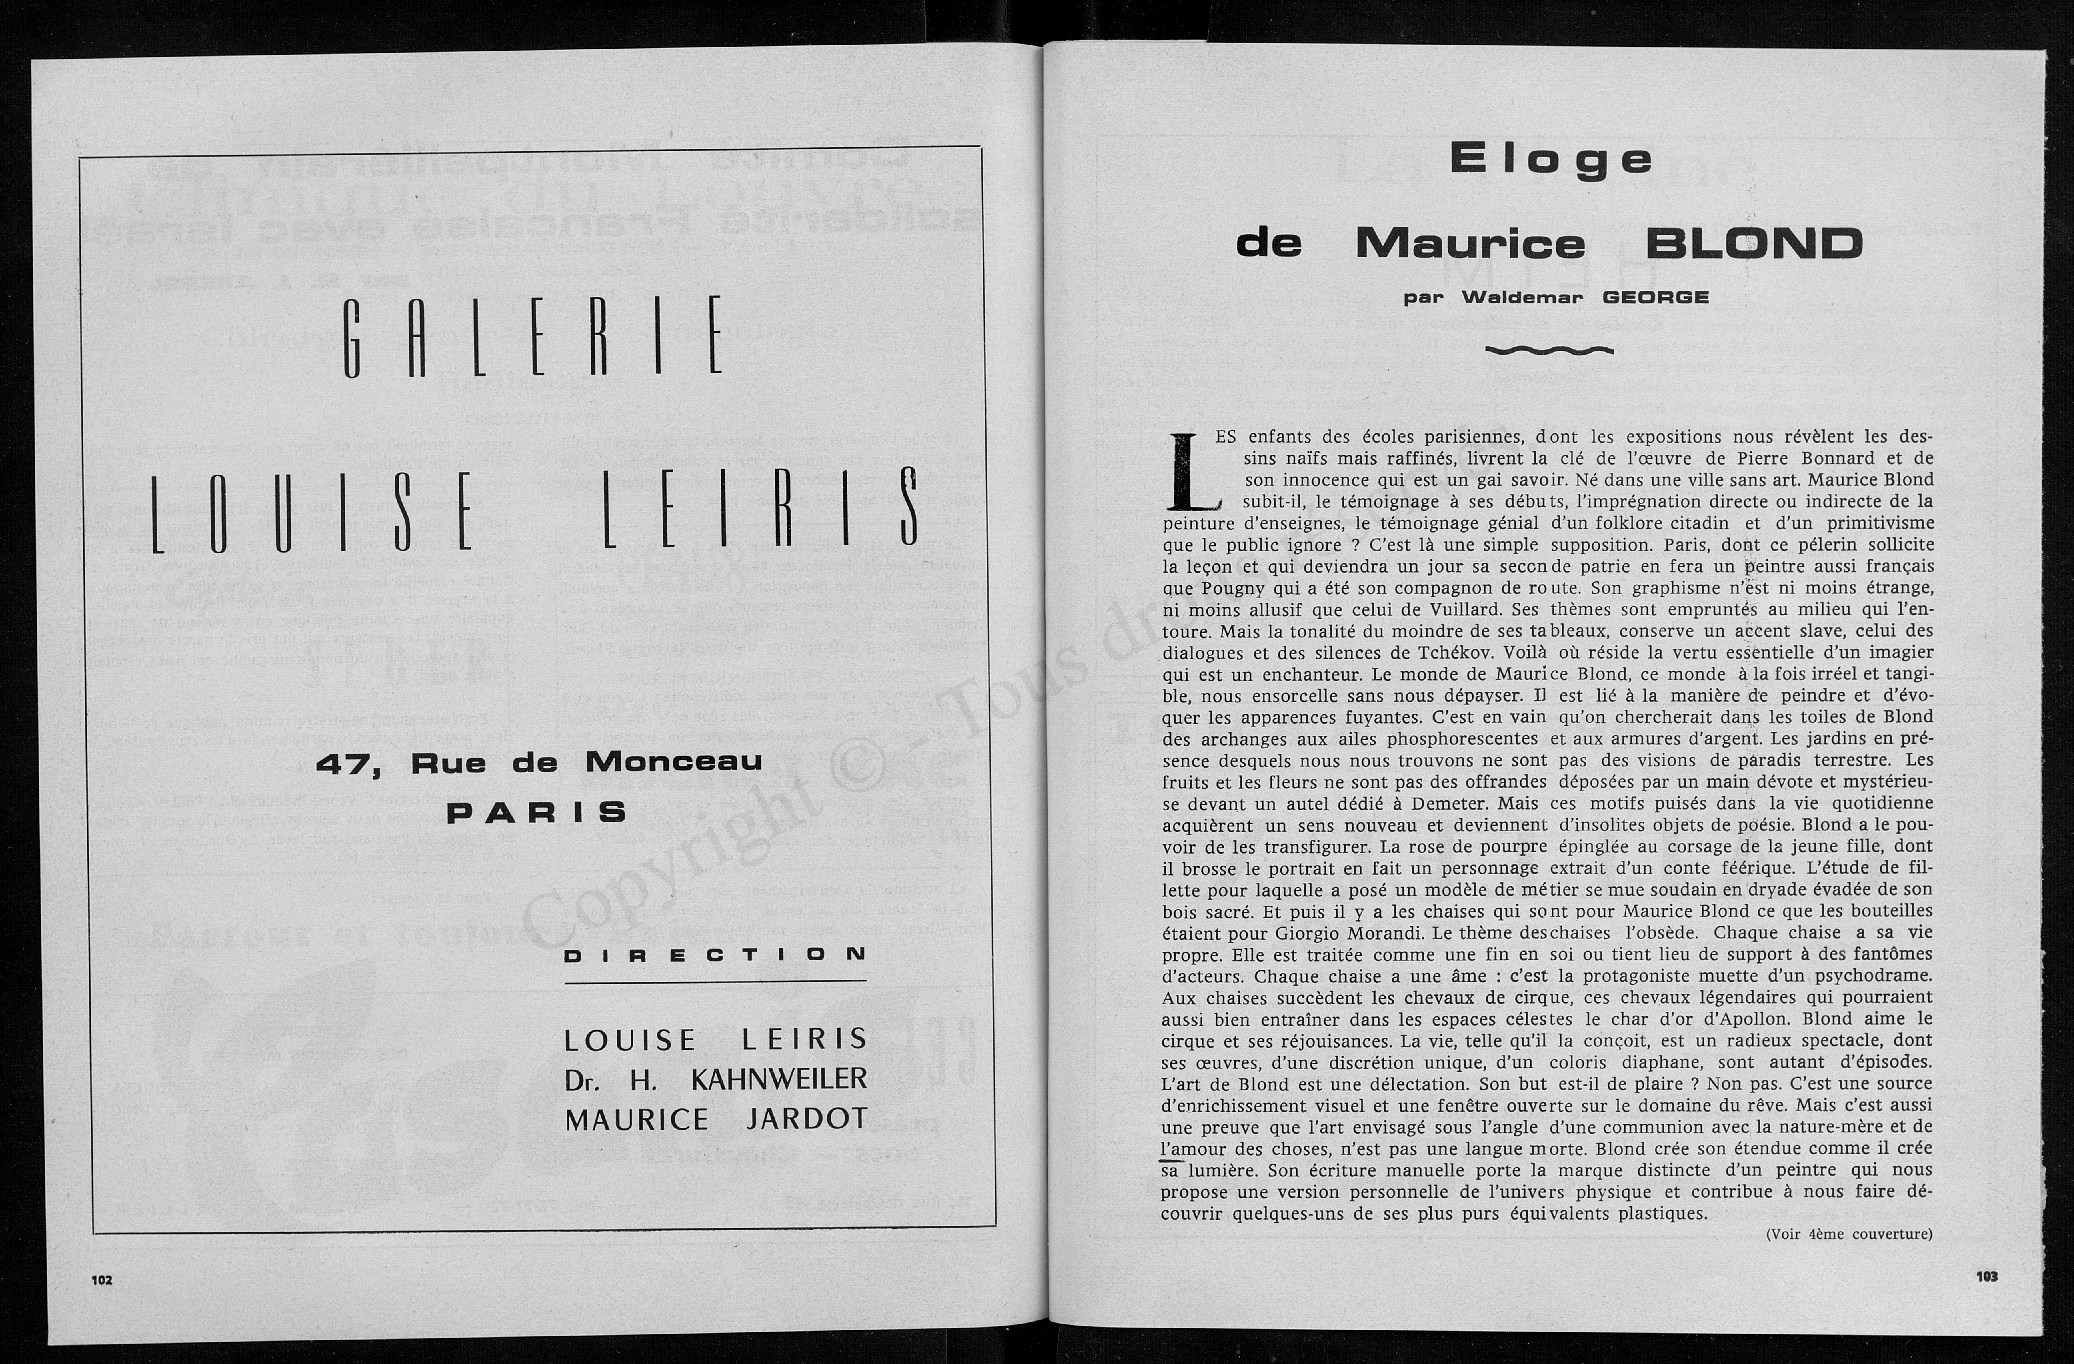 GALERIE
LOUISE LEIRIS
47, Rue de Monceau
PARIS
DIRECTION
LOUISE LEIRIS
Dr. H. KAHNWEILER
MAURICE JARDOT
102
Eloge
de Maurice BLOND
par Waldemar GEORGE
LES enfants des écoles parisiennes, dont les expositions nous révèlent les des-
sins naïfs mais raffinés, livrent la clé de l'œuvre de Pierre Bonnard et de
son innocence qui est un gai savoir. Né dans une ville sans art. Maurice Blond
subit-il, le témoignage à ses débuts, l'imprégnation directe ou indirecte de la
peinture d'enseignes, le témoignage génial d'un folklore citadin et d'un primitivisme
que le public ignore ? C'est là une simple supposition. Paris, dont ce pélerin sollicite
la leçon et qui deviendra un jour sa seconde patrie en fera un peintre aussi français
que Pougny qui a été son compagnon de route. Son graphisme n'est ni moins étrange,
ni moins allusif que celui de Vuillard. Ses thèmes sont empruntés au milieu qui l'en-
toure. Mais la tonalité du moindre de ses tableaux, conserve un accent slave, celui des
dialogues et des silences de Tchékov. Voilà où réside la vertu essentielle d'un imagier
qui est un enchanteur. Le monde de Maurice Blond, ce monde à la fois irréel et tangi-
ble, nous ensorcelle sans nous dépayser. Il est lié à la manière de peindre et d'évo-
quer les apparences fuyantes. C'est en vain qu'on chercherait dans les toiles de Blond
des archanges aux ailes phosphorescentes et aux armures d'argent. Les jardins en pré-
sence desquels nous nous trouvons ne sont pas des visions de paradis terrestre. Les
fruits et les fleurs ne sont pas des offrandes déposées par un main dévote et mystérieu-
se devant un autel dédié à Demeter. Mais ces motifs puisés dans la vie quotidienne
acquièrent un sens nouveau et deviennent d'insolites objets de poésie. Blond a le pou-
voir de les transfigurer. La rose de pourpre épinglée au corsage de la jeune fille, dont
il brosse le portrait en fait un personnage extrait d'un conte féérique. L'étude de fil-
lette pour laquelle a posé un modèle de métier se mue soudain en dryade évadée de son
bois sacré. Et puis il y a les chaises qui sont pour Maurice Blond ce que les bouteilles
étaient pour Giorgio Morandi. Le thème des chaises l'obsède. Chaque chaise a sa vie
propre. Elle est traitée comme une fin en soi ou tient lieu de support à des fantômes
d'acteurs. Chaque chaise a une âme : c'est la protagoniste muette d'un psychodrame.
Aux chaises succèdent les chevaux de cirque, ces chevaux légendaires qui pourraient
aussi bien entraîner dans les espaces célestes le char d'or d'Apollon. Blond aime le
cirque et ses réjouisances. La vie, telle qu'il la conçoit, est un radieux spectacle, dont
ses œuvres, d'une discrétion unique, d'un coloris diaphane, sont autant d'épisodes.
L'art de Blond est une délectation. Son but est-il de plaire ? Non pas. C'est une source
d'enrichissement visuel et une fenêtre ouverte sur le domaine du rêve. Mais c'est aussi
une preuve que l'art envisagé sous l'angle d'une communion avec la nature-mère et de
l'amour des choses, n'est pas une langue morte. Blond crée son étendue comme il crée
sa lumière. Son écriture manuelle porte la marque distincte d'un peintre qui nous
propose une version personnelle de l'univers physique et contribue à nous faire dé-
couvrir quelques-uns de ses plus purs équivalents plastiques.
(Voir 4ème couverture)
103
Copyright © - Tous droits